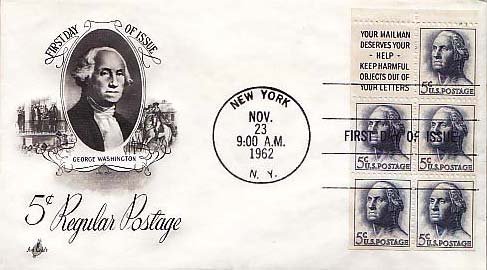 FIRST DAY OF ISSUE
GEORGE WASHINGTON
5¢ Regular Postage
ArtCraft
NEW YORK
NOV.
23
9:00 A.M.
1962
N. Y.
YOUR MAILMAN
DESERVES YOUR
- HELP -
KEEP HARMFUL
OBJECTS OUT OF
YOUR LETTERS
5¢
U.S. POSTAGE
FIRST DAY OF ISSUE
5¢
U.S. POSTAGE
5¢
U.S. POSTAGE
5¢
U.S. POSTAGE
5¢
U.S. POSTAGE